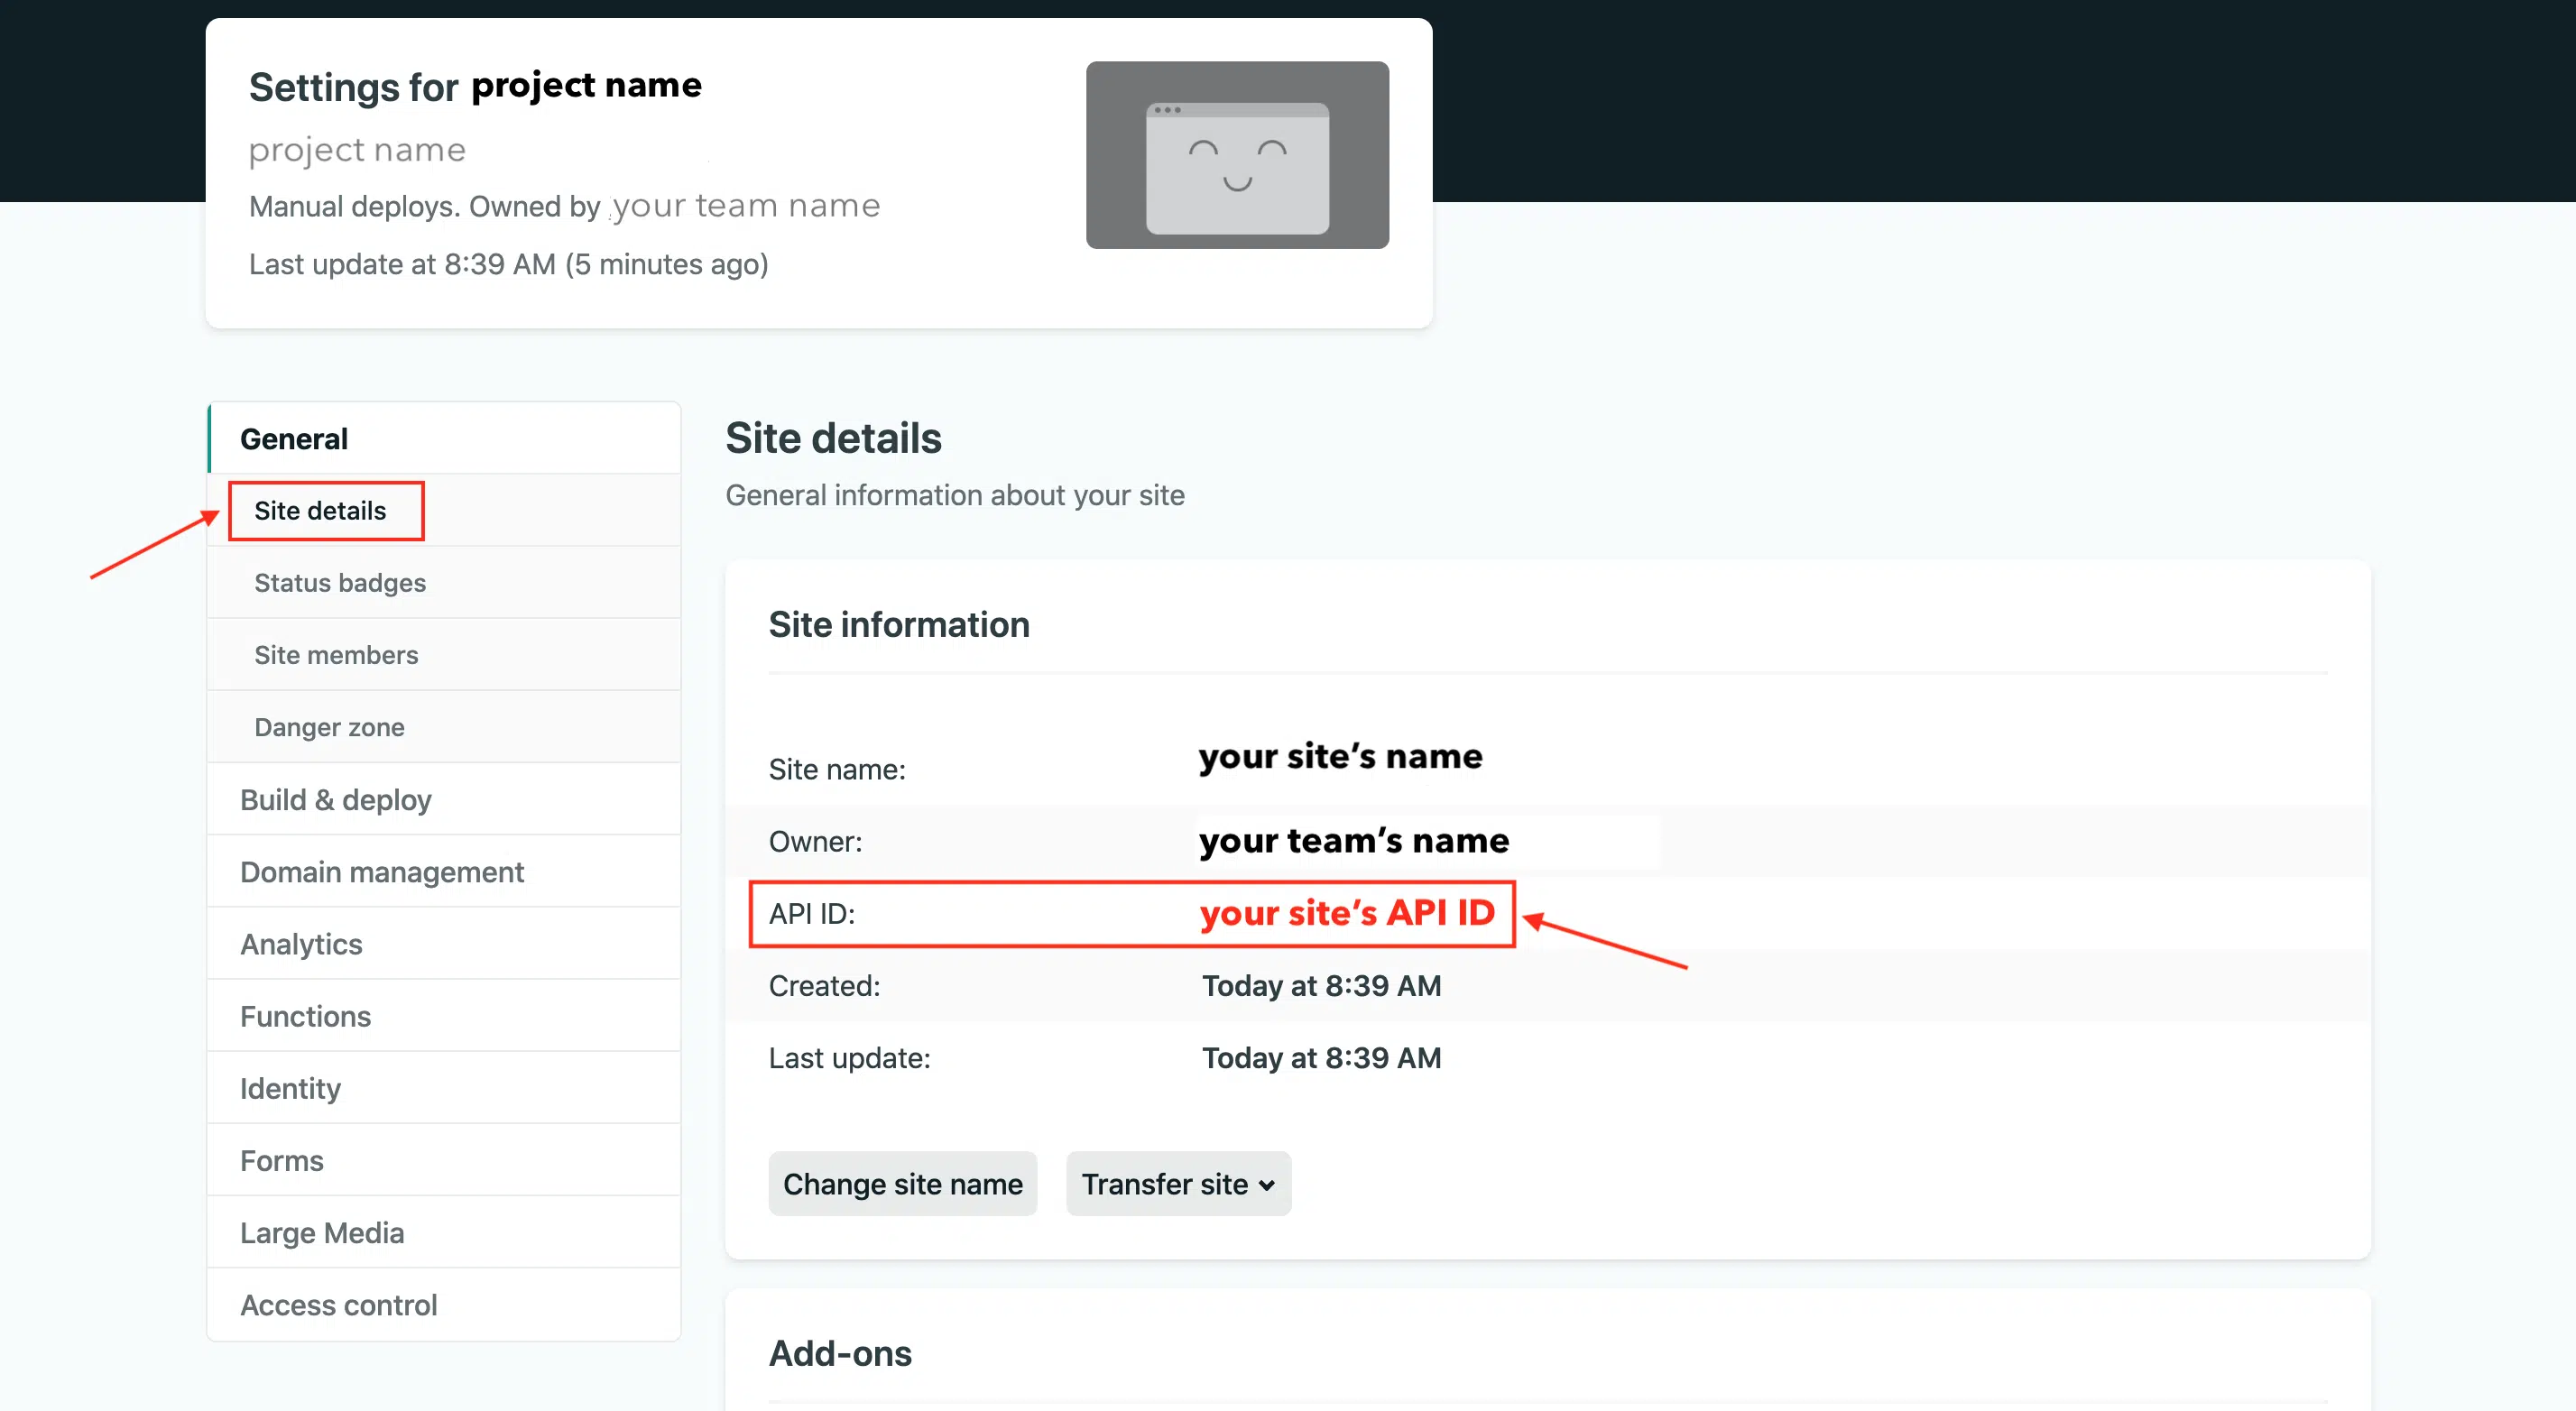 Settings for project name
project name
Manual deploys. Owned by your team name
Last update at 8:39 AM (5 minutes ago)
General
Site details
Status badges
Site members
Danger zone
Build & deploy
Domain management
Analytics
Functions
Identity
Forms
Large Media
Access control
Site details
General information about your site
Site information
Site name: your site’s name
Owner: your team’s name
API ID: your site’s API ID
Created: Today at 8:39 AM
Last update: Today at 8:39 AM
Change site name Transfer site
Add-ons